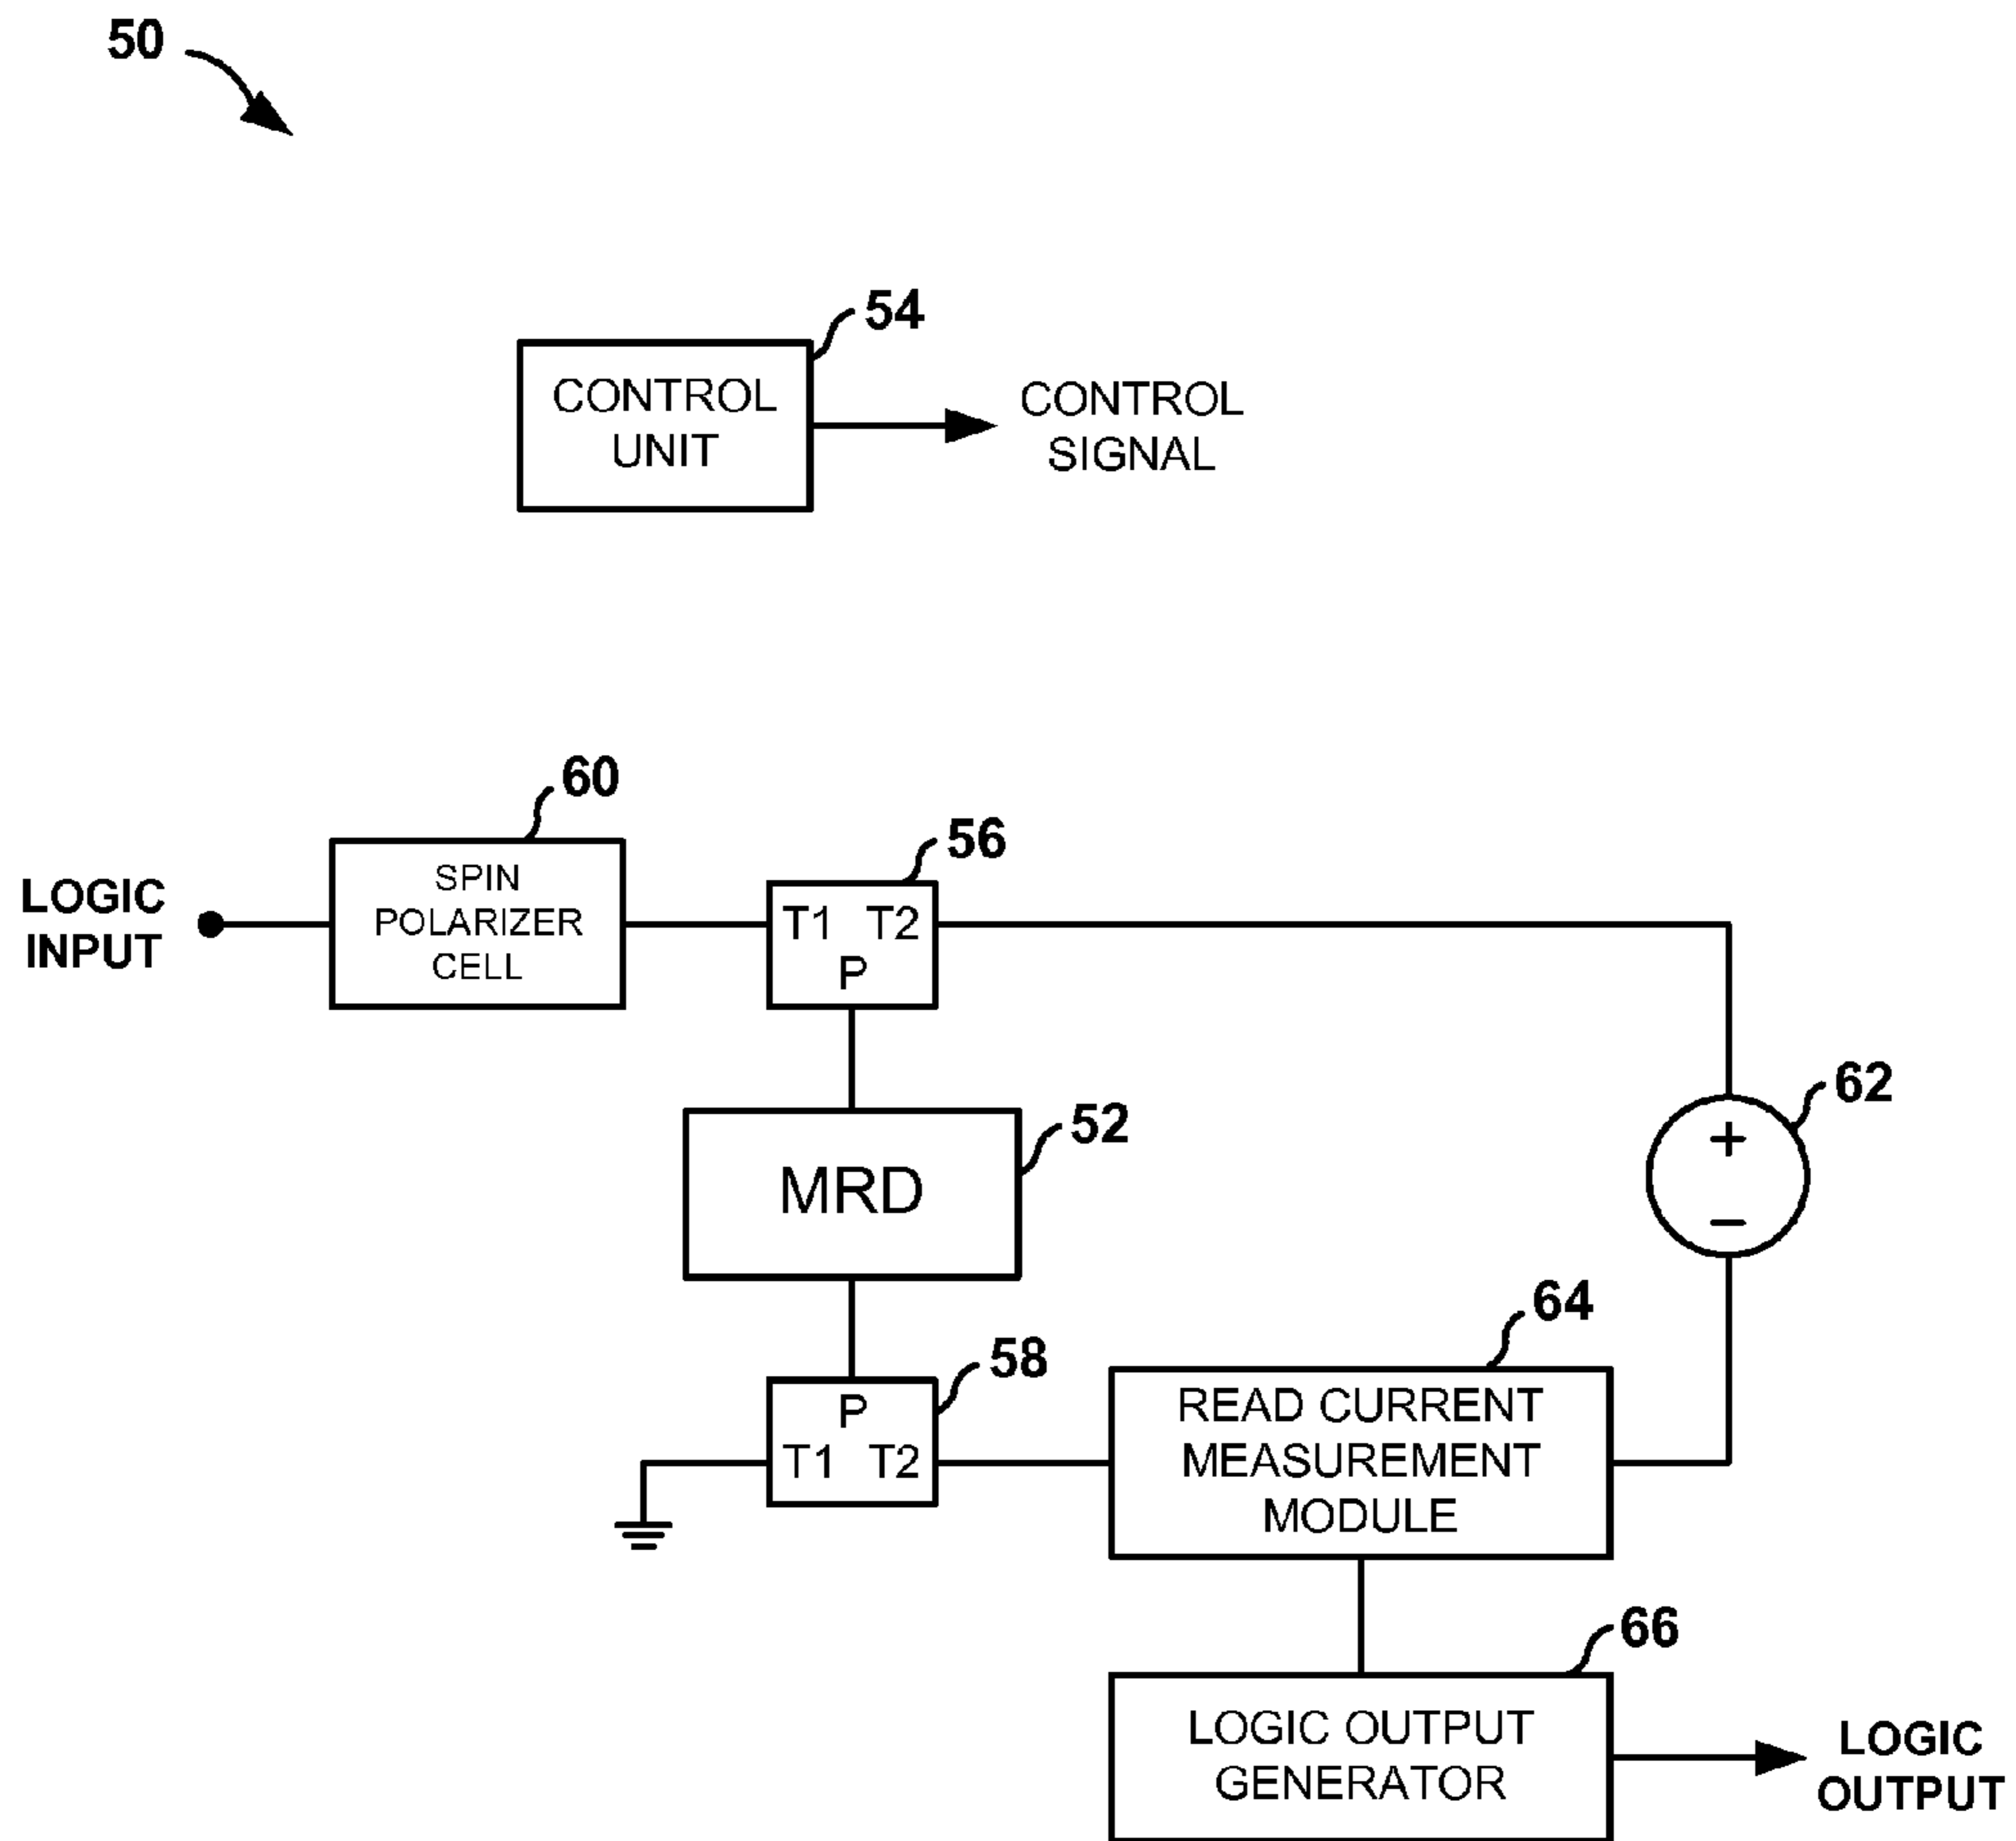 50
54
CONTROL
UNIT
CONTROL
SIGNAL
60
56
LOGIC
INPUT
SPIN
POLARIZER
CELL
T1 T2
P
62
+
−
52
MRD
64
58
P
T1 T2
READ CURRENT
MEASUREMENT
MODULE
66
LOGIC OUTPUT
GENERATOR
LOGIC
OUTPUT